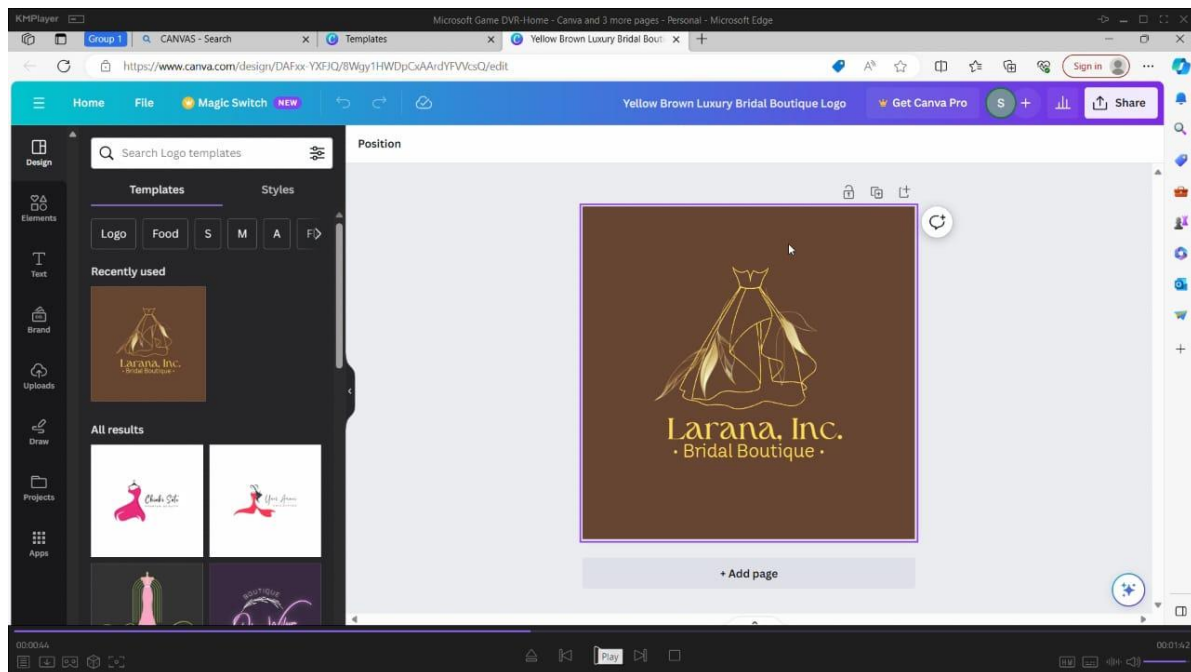 KMPlayer
Microsoft Game DVR-Home - Canva and 3 more pages - Personal - Microsoft Edge
Group 1
CANVAS - Search
Templates
Yellow Brown Luxury Bridal Bout
https://www.canva.com/design/DAFxx-YXFJQ/8Wgy1HWDpCxAArdYFVVcsQ/edit
Sign in
Home
File
Magic Switch NEW
Yellow Brown Luxury Bridal Boutique Logo
Get Canva Pro
S
Share
Design
Elements
Text
Brand
Uploads
Draw
Projects
Apps
Search Logo templates
Templates
Styles
Logo
Food
S
M
A
Recently used
Larana, Inc.
• Bridal Boutique •
All results
BOUTIQUE
Position
Larana, Inc.
• Bridal Boutique •
+ Add page
00:00:44
Play
00:01:42